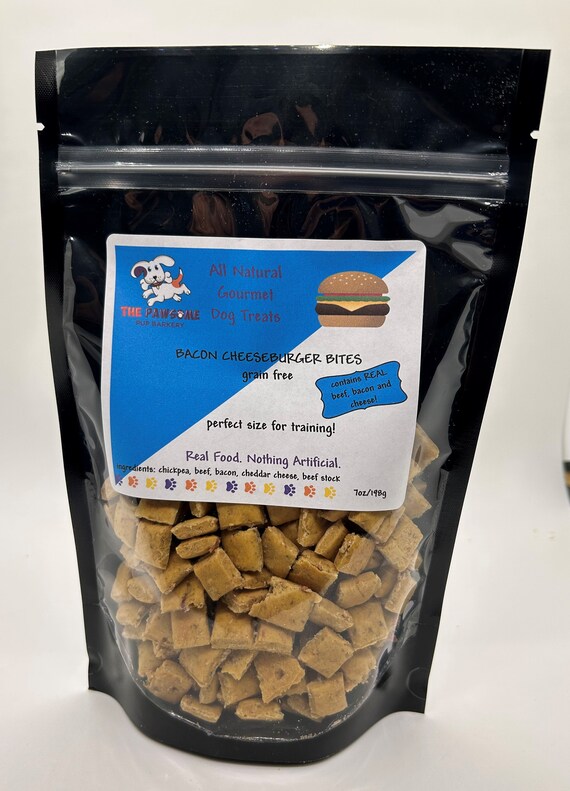 All Natural
Gourmet
Dog Treats
THE PAWSOME
PUP BAKERY
BACON CHEESEBURGER BITES
grain free
contains REAL
beef, bacon and
cheese!
perfect size for training!
Real Food. Nothing Artificial.
Ingredients: chickpea, beef, bacon, cheddar cheese, beef stock
7oz/198g